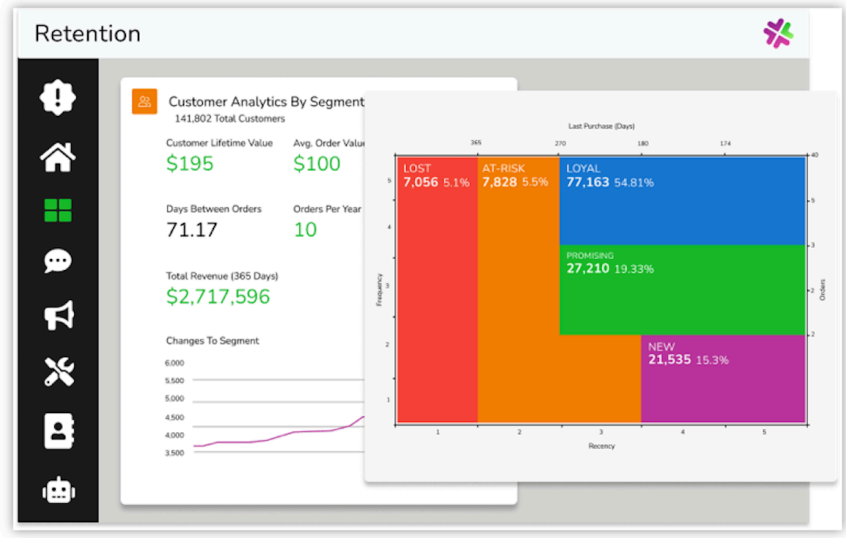 Retention
Customer Analytics By Segment
141,802 Total Customers
Customer Lifetime Value
$195
Avg. Order Valu
$100
Days Between Orders
71.17
Orders Per Year
10
Total Revenue (365 Days)
$2,717,596
Changes To Segment
6,000
5,500
5,000
4,500
4,000
3,500
Last Purchase (Days)
365 270 180 174
LOST
7,056 5.1%
AT-RISK
7,828 5.5%
LOYAL
77,163 54.81%
PROMISING
27,210 19.33%
NEW
21,535 15.3%
Frequency
5
4
3
2
1
40
5
3
2
2
Orders
1 2 3 4 5
Recency